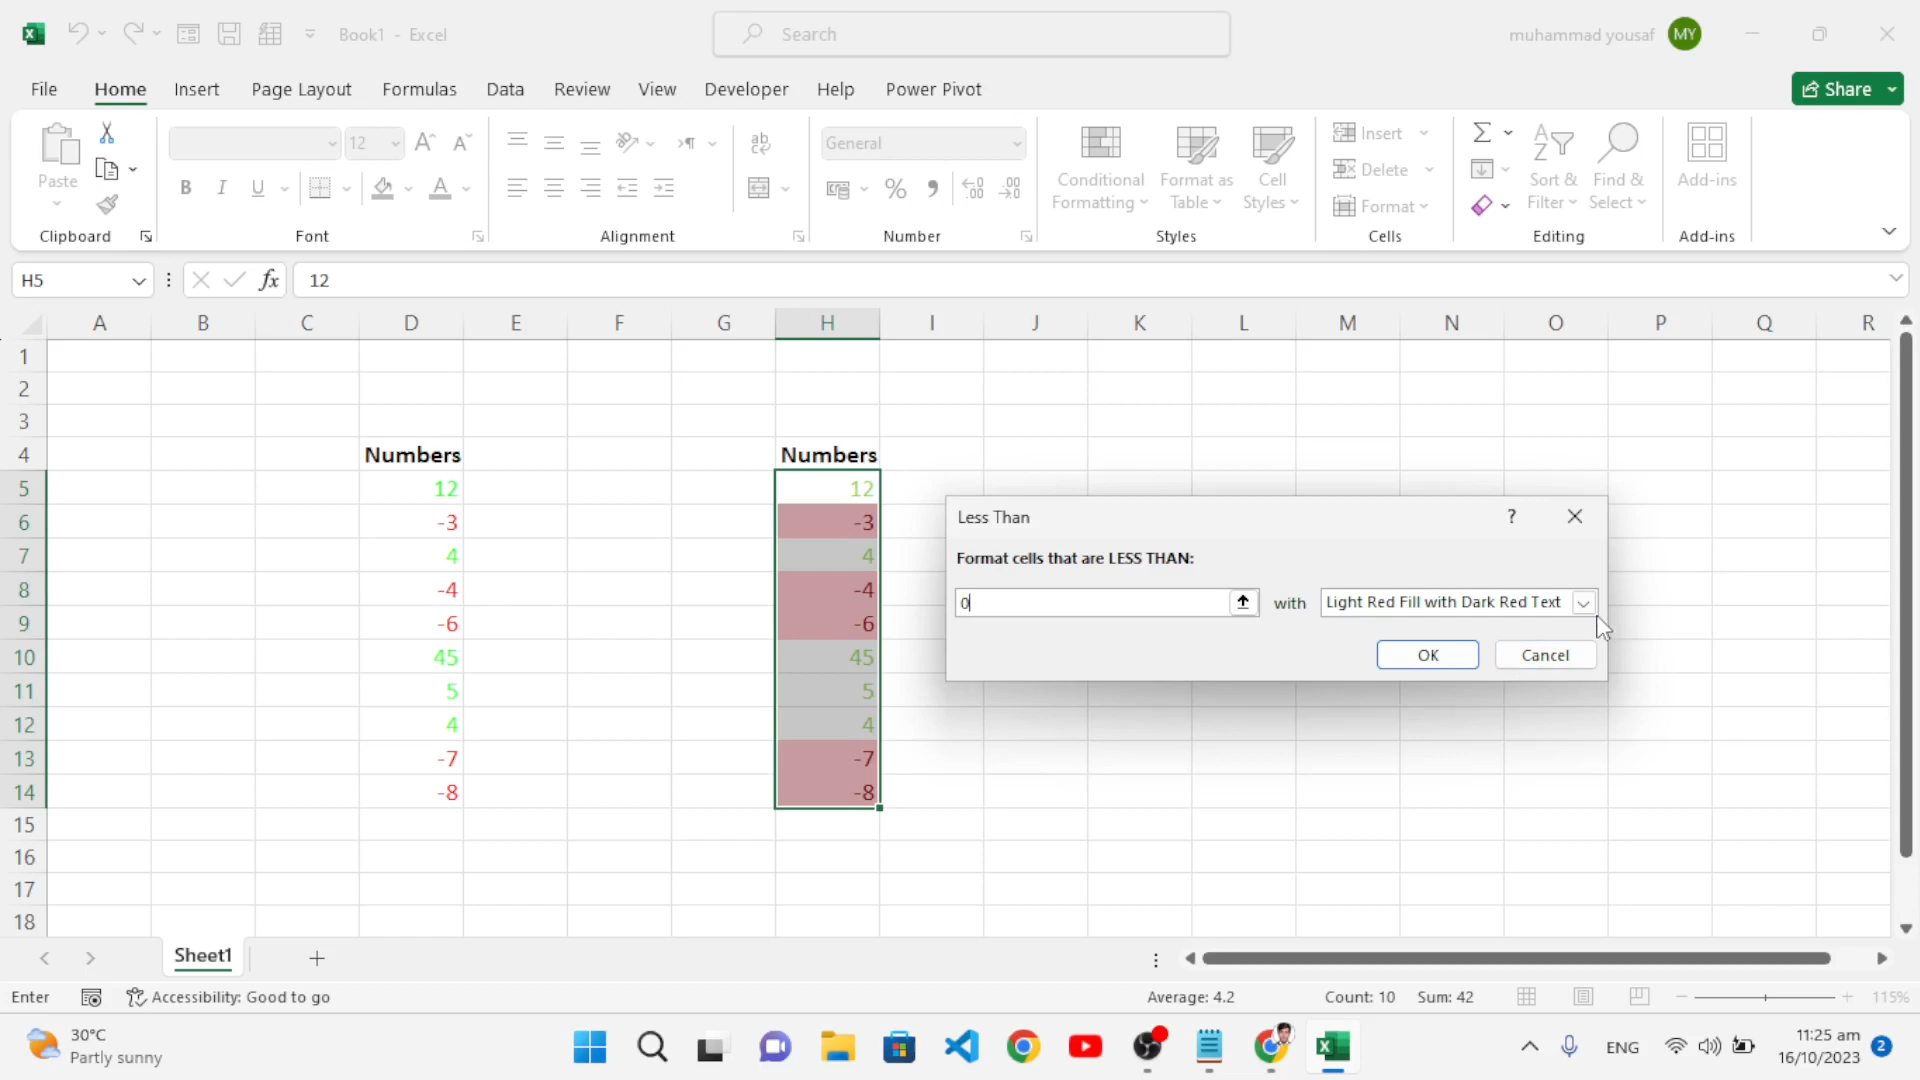 Book1 - Excel
Search
muhammad yousaf MY
File Home Insert Page Layout Formulas Data Review View Developer Help Power Pivot
Share
Paste
12
General
Conditional Formatting
Format as Table
Cell Styles
Insert
Delete
Format
Sort & Filter
Find & Select
Add-ins
Clipboard Font Alignment Number Styles Cells Editing Add-ins
H5 fx 12
A B C D E F G H I J K L M N O P Q R
1
2
3
4 Numbers Numbers
5 12 12
6 -3 -3
7 4 4
8 -4 -4
9 -6 -6
10 45 45
11 5 5
12 4 4
13 -7 -7
14 -8 -8
15
16
17
18
Less Than ?
Format cells that are LESS THAN:
0 with Light Red Fill with Dark Red Text
OK Cancel
Sheet1
Enter Accessibility: Good to go Average: 4.2 Count: 10 Sum: 42 115%
30°C
Partly sunny
ENG
11:25 am
16/10/2023
2